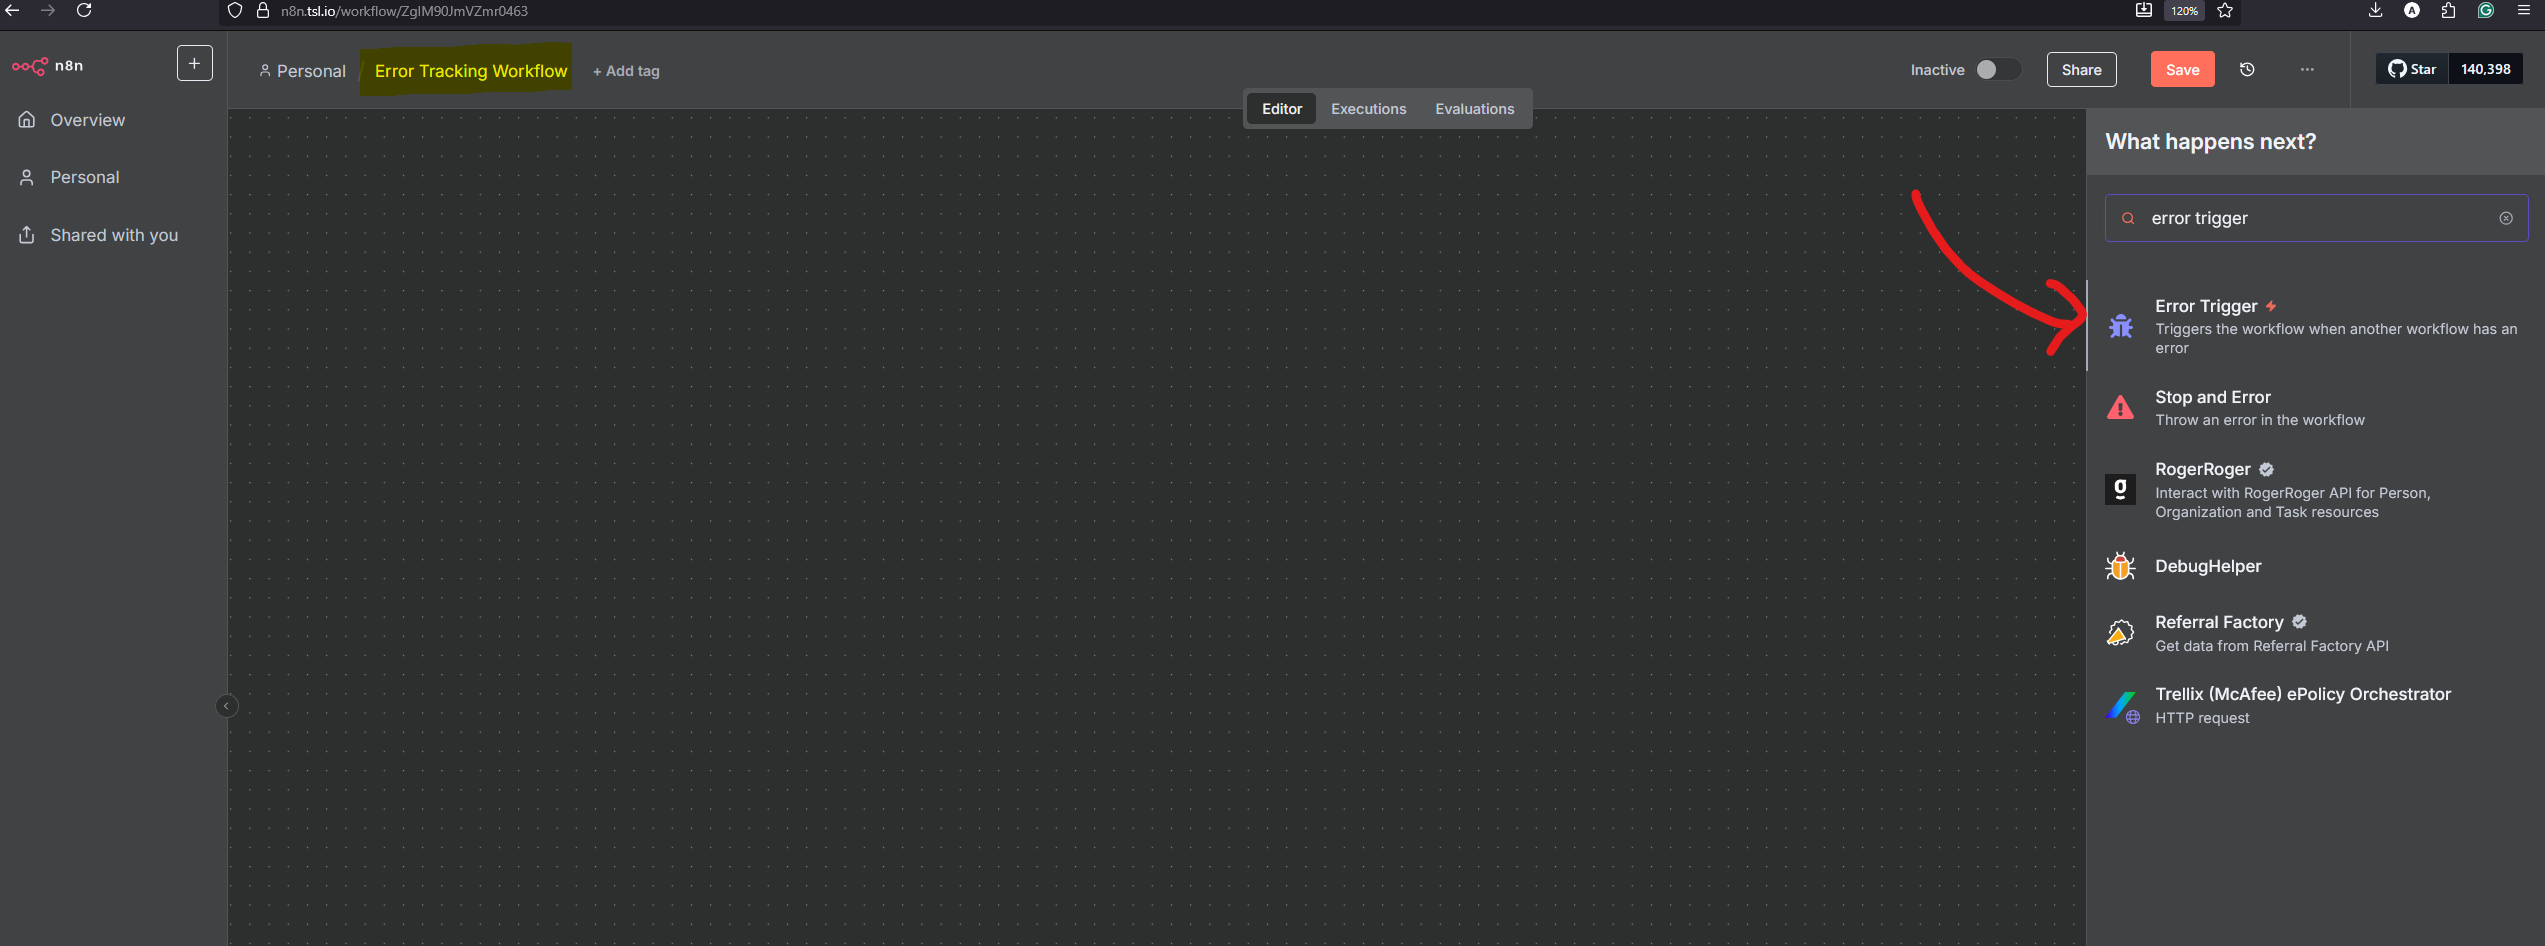 n8n.tsl.io/workflow/ZgIM90JmVZmr0463
120%
A
G
n8n
Personal / Error Tracking Workflow + Add tag
Inactive
Share
Save
Star 140,398
Editor Executions Evaluations
Overview
Personal
Shared with you
What happens next?
error trigger
Error Trigger
Triggers the workflow when another workflow has an
error
Stop and Error
Throw an error in the workflow
g
RogerRoger
Interact with RogerRoger API for Person,
Organization and Task resources
DebugHelper
Referral Factory
Get data from Referral Factory API
Trellix (McAfee) ePolicy Orchestrator
HTTP request